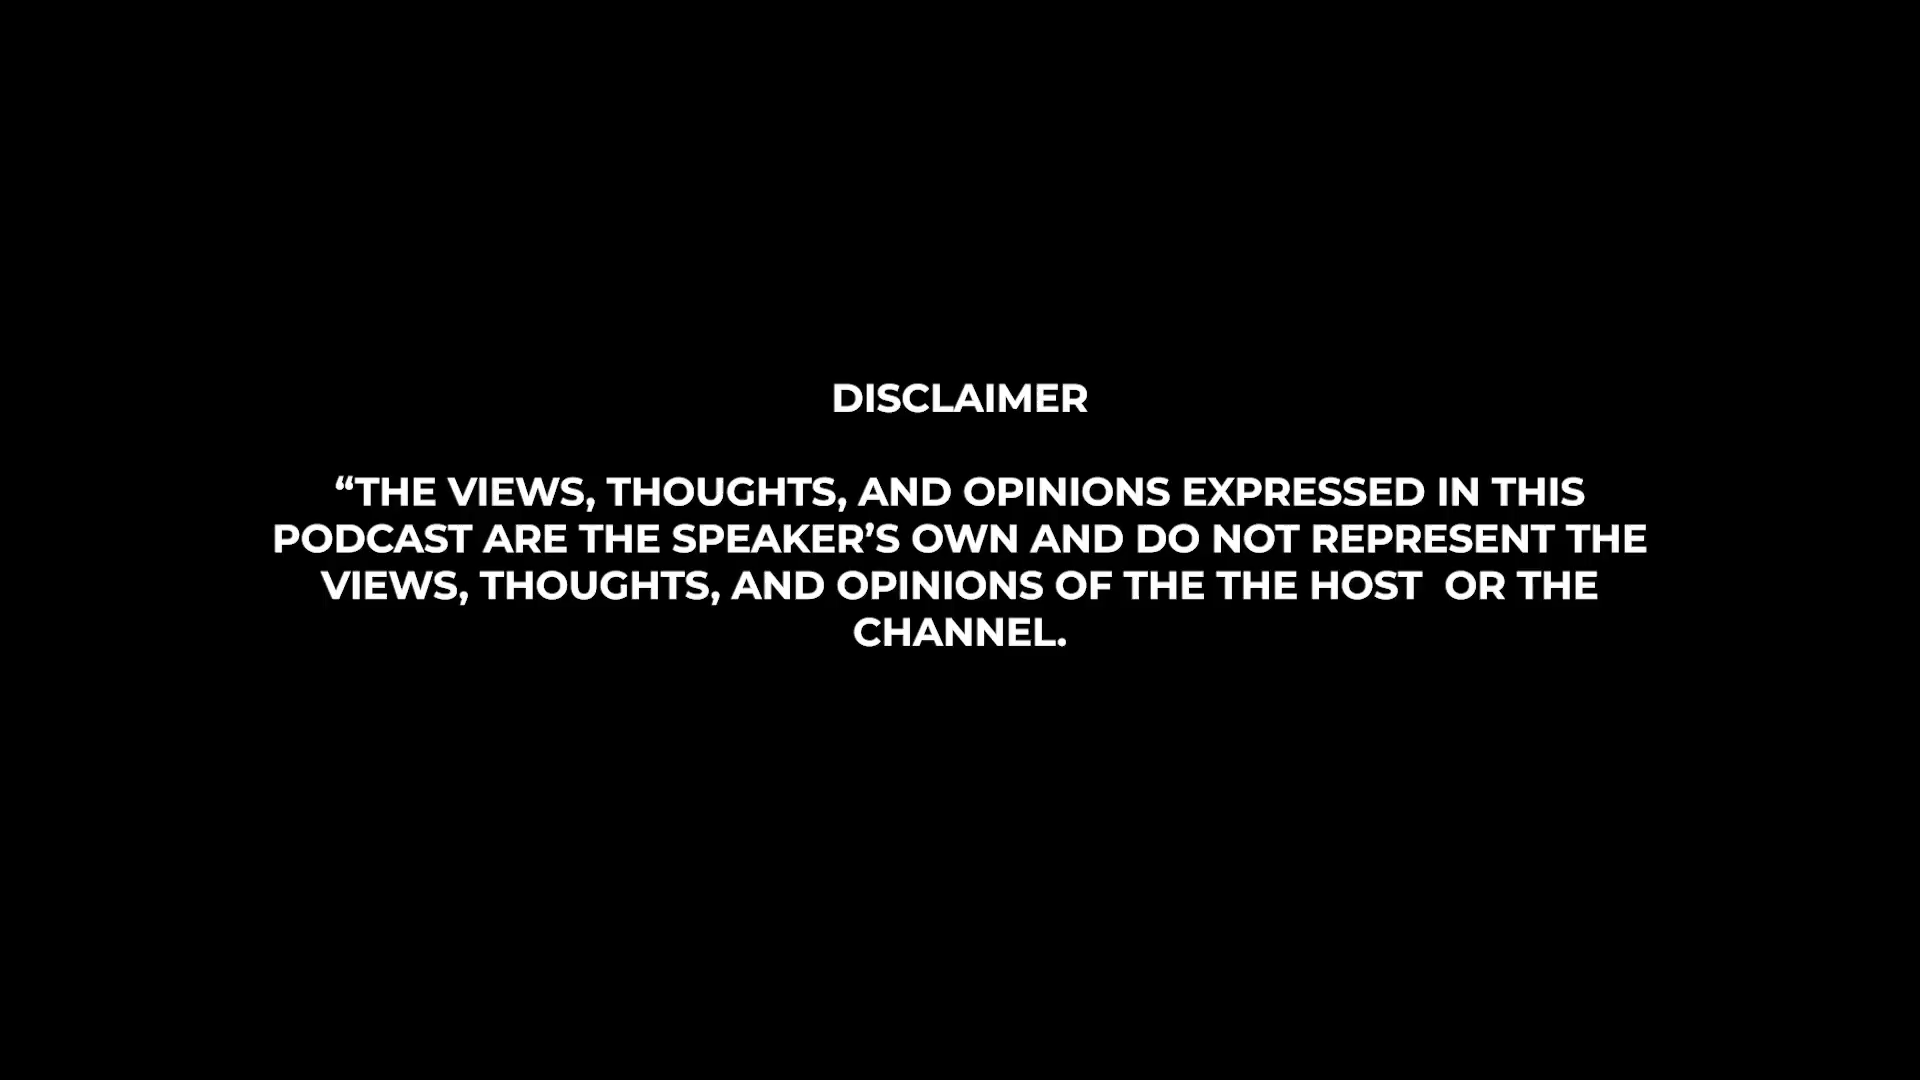 DISCLAIMER
“THE VIEWS, THOUGHTS, AND OPINIONS EXPRESSED IN THIS
PODCAST ARE THE SPEAKER’S OWN AND DO NOT REPRESENT THE
VIEWS, THOUGHTS, AND OPINIONS OF THE THE HOST  OR THE
CHANNEL.